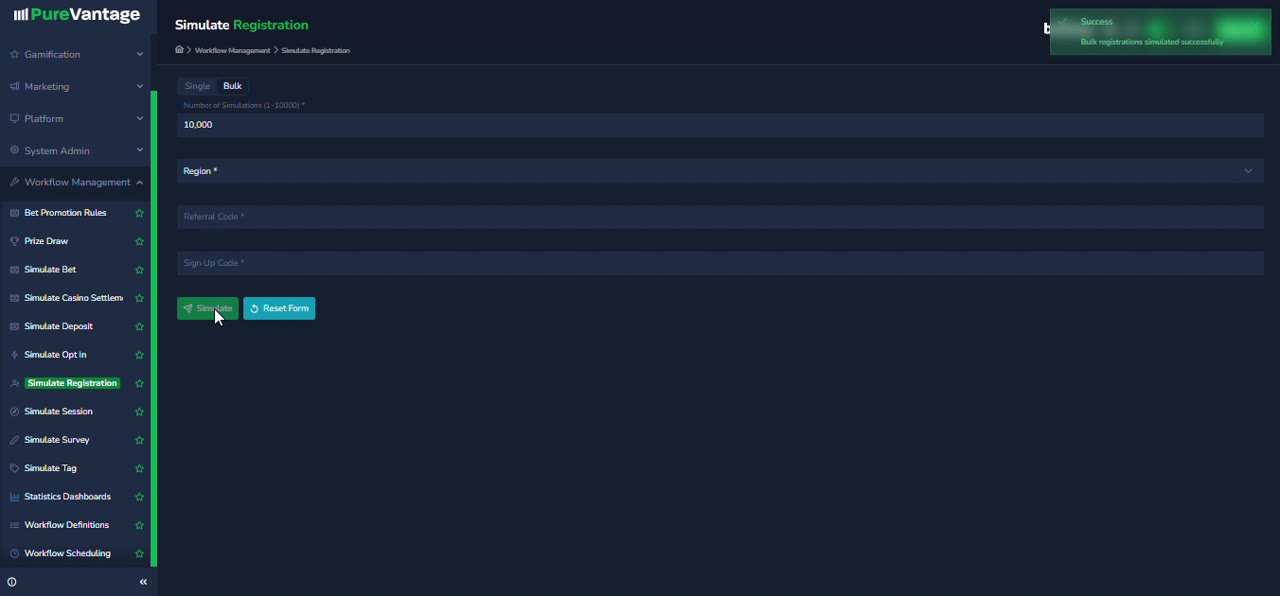 PureVantage
Gamification
Marketing
Platform
System Admin
Workflow Management
Bet Promotion Rules
Prize Draw
Simulate Bet
Simulate Casino Settlem
Simulate Deposit
Simulate Opt In
Simulate Registration
Simulate Session
Simulate Survey
Simulate Tag
Statistics Dashboards
Workflow Definitions
Workflow Scheduling
Simulate Registration
Workflow Management > Simulate Registration
Success
Bulk registrations simulated successfully
Single Bulk
Number of Simulations (1-10000) *
10,000
Region *
Referral Code *
Sign Up Code *
Simulate Reset Form